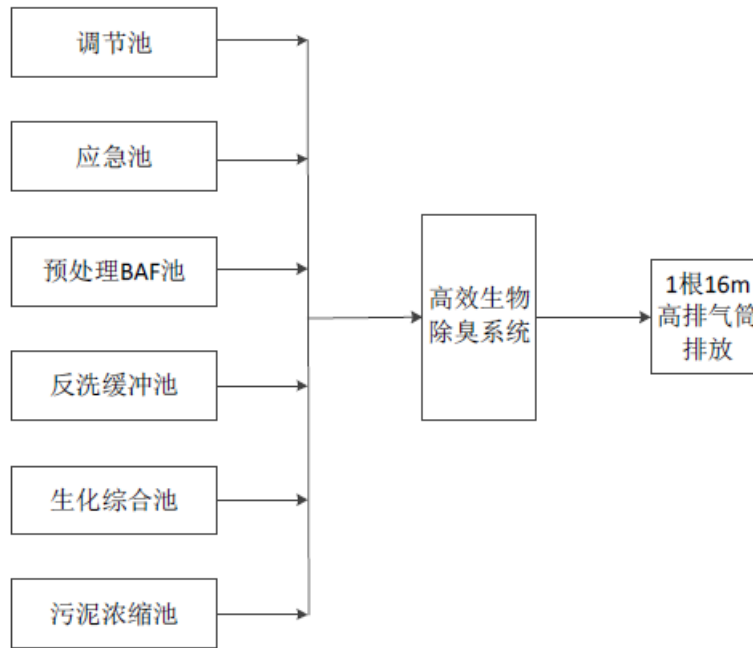 调节池
应急池
预处理BAF池
反洗缓冲池
生化综合池
污泥浓缩池
高效生物
除臭系统
1根16m
高排气筒
排放